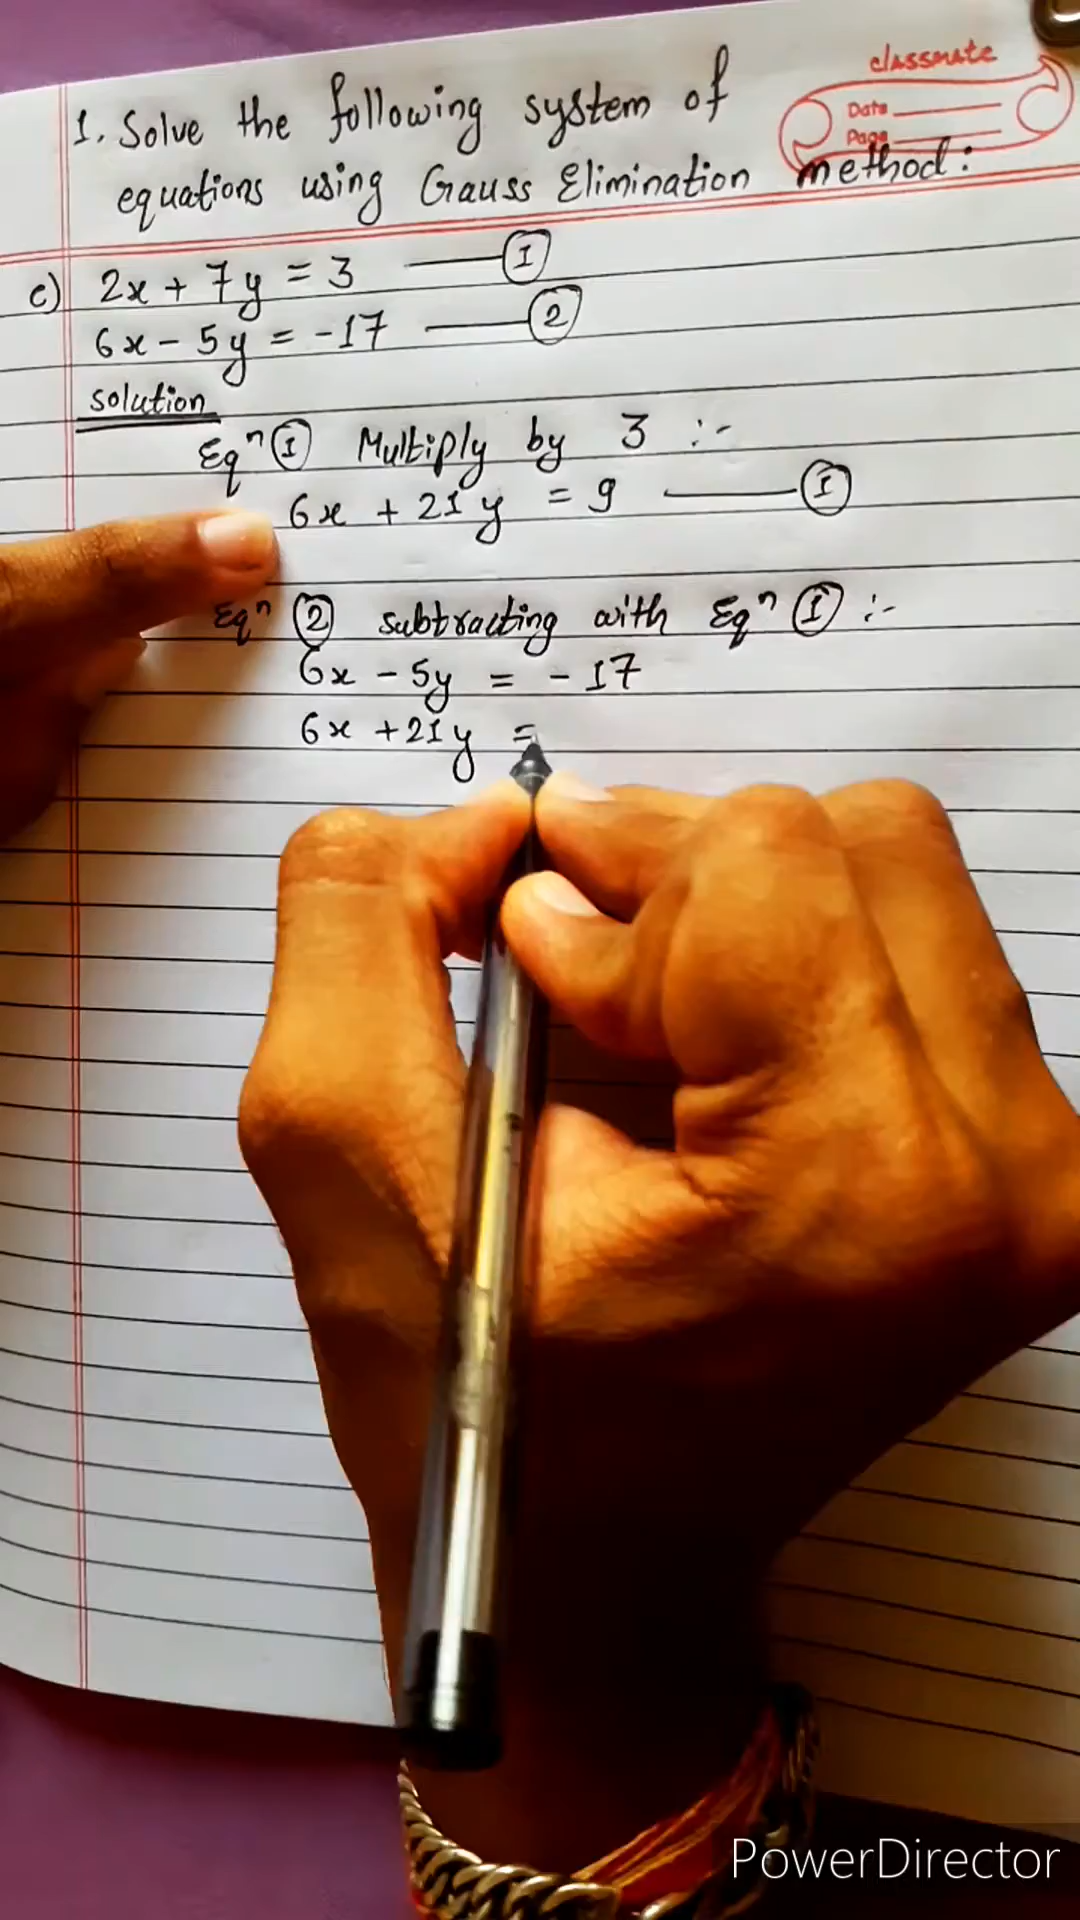 classmate
Date
Page
1. Solve the following system of
equations using Gauss Elimination method:
c) 2x + 7y = 3 —— ①
6x - 5y = -17 —— ②
solution
Eqⁿ ① Multiply by 3 :-
6x + 21y = 9 —— ①
Eqⁿ ② subtracting with Eqⁿ ① :-
6x - 5y = - 17
6x + 21y =
PowerDirector